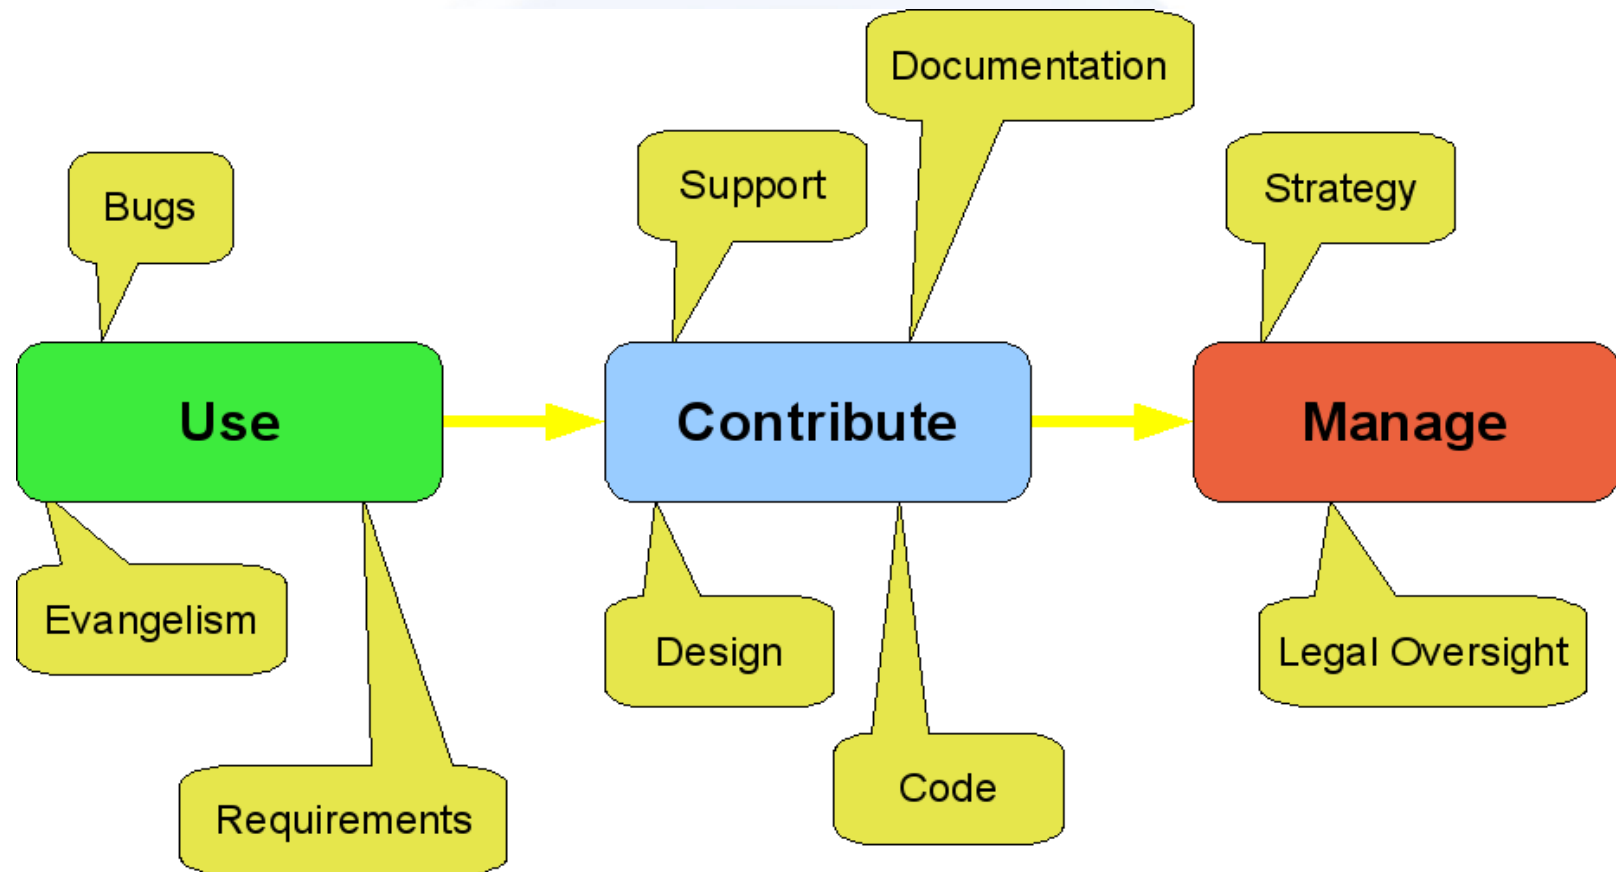 Documentation
Support
Strategy
Bugs
Use
Contribute
Manage
Evangelism
Design
Legal Oversight
Code
Requirements